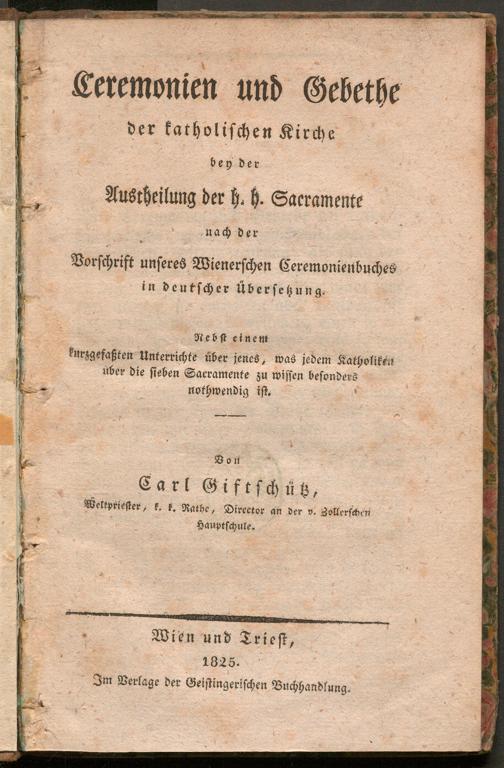 Ceremonien und Gebethe
der katholischen Kirche
bey der
Austheilung der h. h. Sacramente
nach der
Vorschrift unseres Wienerschen Ceremonienbuches
in deutscher Übersetzung.
Nebst einem
kurzgefaßten Unterrichte über jenes, was jedem Katholiken
über die sieben Sacramente zu wissen besonders
nothwendig ist.
Von
Carl Giftschütz,
Weltpriester, k. k. Rathe, Director an der v. Zollerschen
Hauptschule.
Wien und Triest,
1825.
Im Verlage der Geistingerischen Buchhandlung.